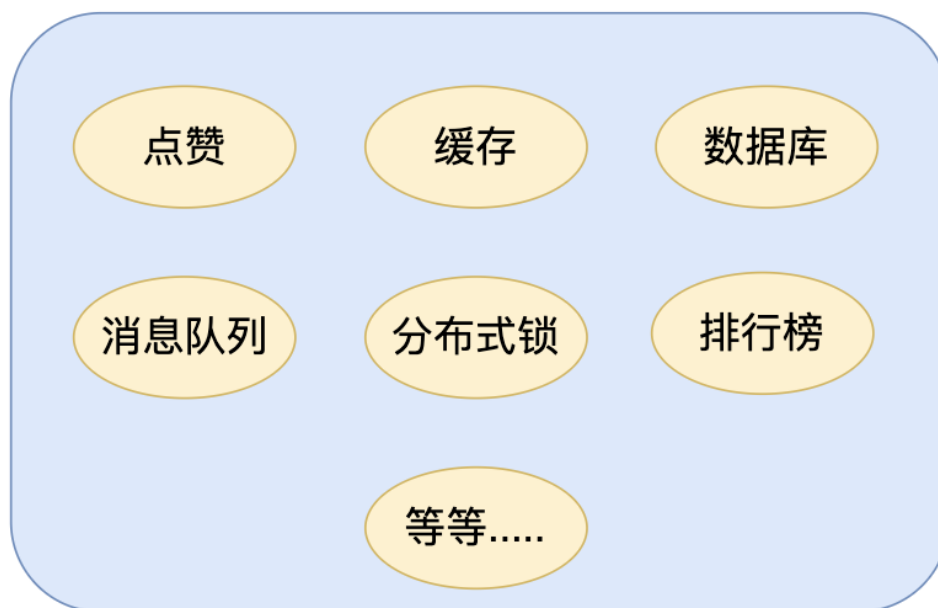 点赞
缓存
数据库
消息队列
分布式锁
排行榜
等等.....